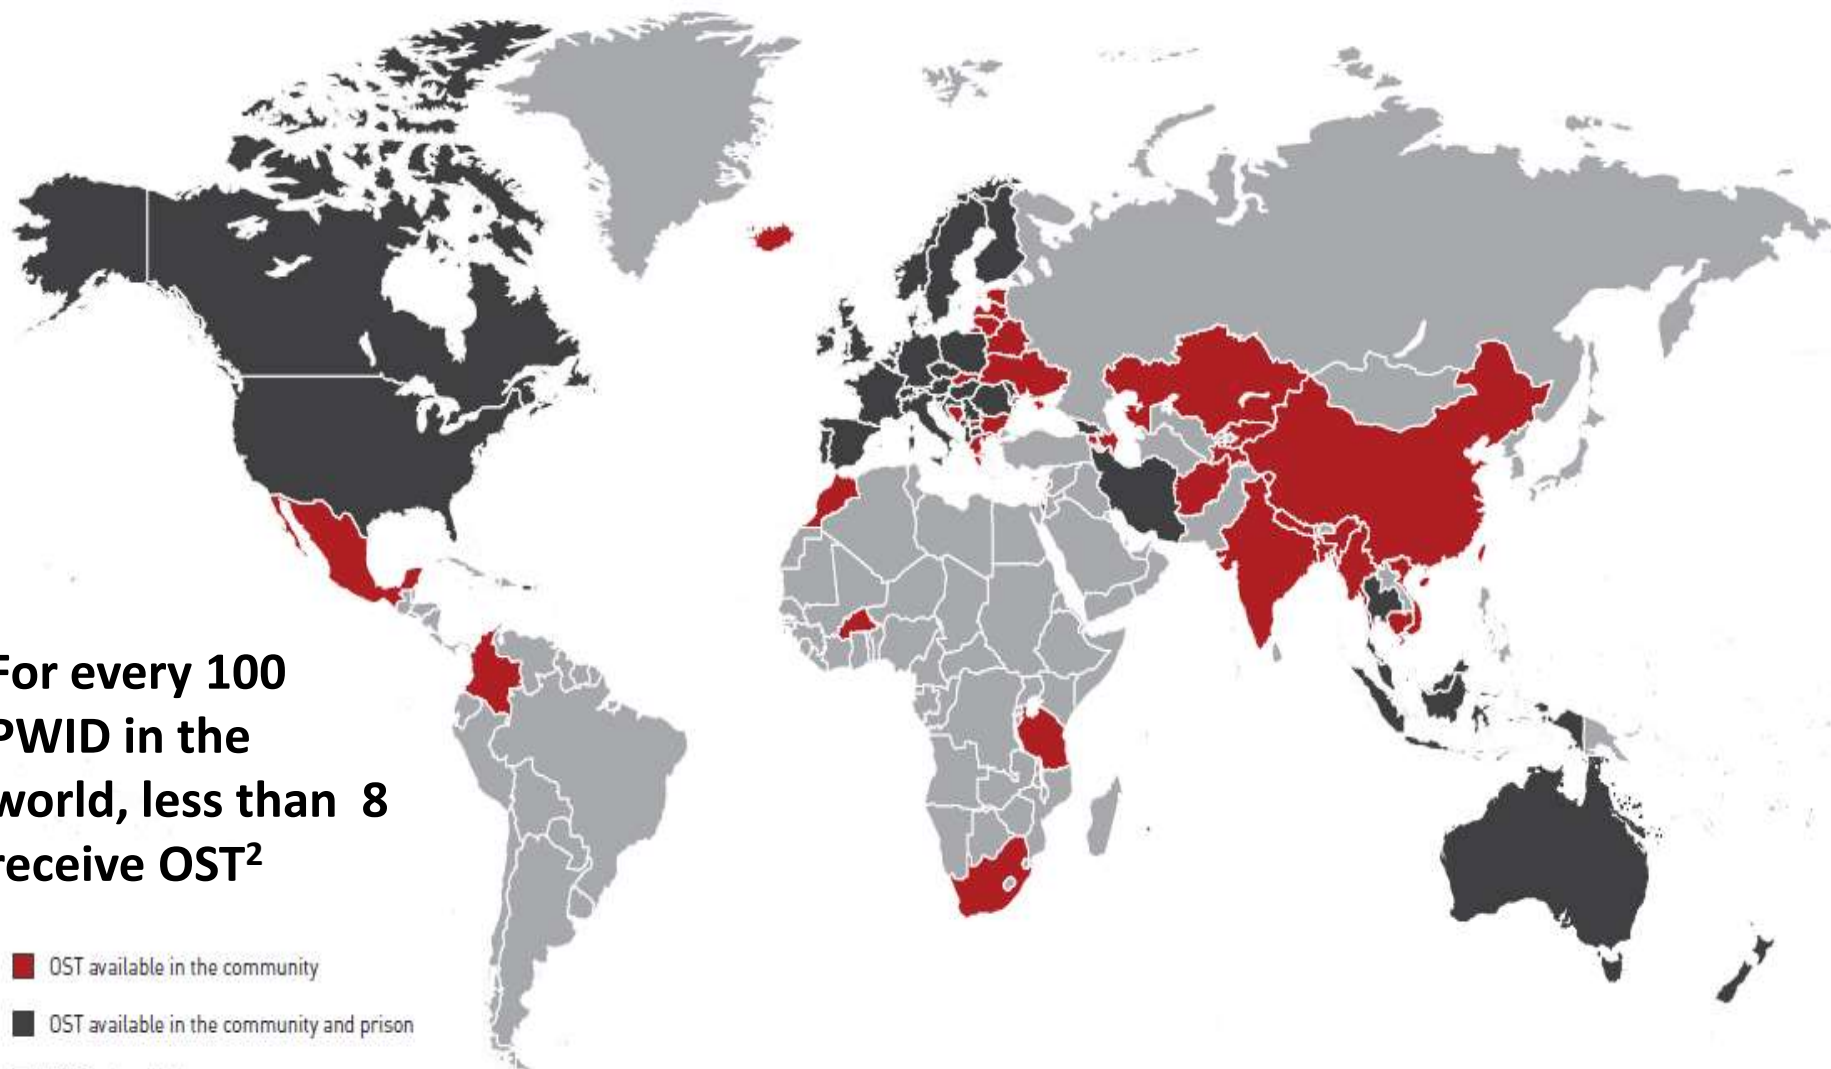 For every 100
PWID in the
world, less than 8
receive OST²
OST available in the community
OST available in the community and prison